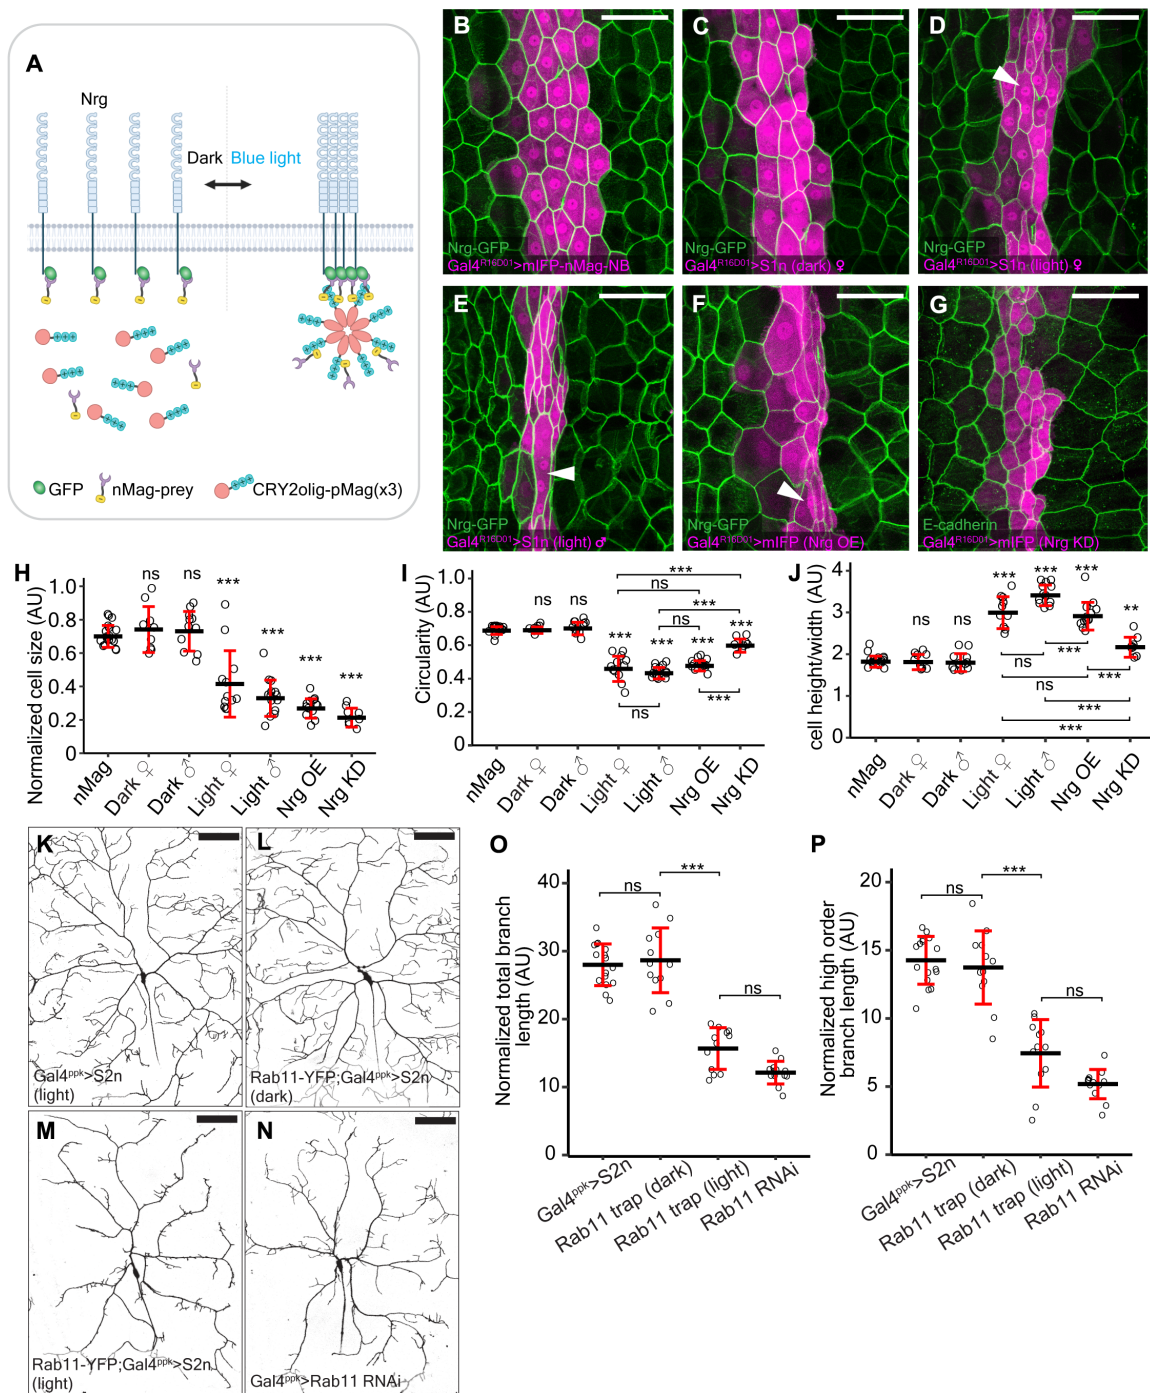 A
Nrg
Dark Blue light
GFP nMag-prey CRY2olig-pMag(x3)
B
Nrg-GFP
Gal4R16D01>mIFP-nMag-NB
C
Nrg-GFP
Gal4R16D01>S1n (dark) ♀
D
Nrg-GFP
Gal4R16D01>S1n (light) ♀
E
Nrg-GFP
Gal4R16D01>S1n (light) ♂
F
Nrg-GFP
Gal4R16D01>mIFP (Nrg OE)
G
E-cadherin
Gal4R16D01>mIFP (Nrg KD)
H
Normalized cell size (AU)
1.0
0.8
0.6
0.4
0.2
0
ns ns *** *** *** ***
nMag
Dark ♀
Dark ♂
Light ♀
Light ♂
Nrg OE
Nrg KD
I
Circularity (AU)
1.0
0.8
0.6
0.4
0.2
0
***
ns
***
ns
ns ns *** *** *** ***
***
ns
nMag
Dark ♀
Dark ♂
Light ♀
Light ♂
Nrg OE
Nrg KD
J
cell height/width (AU)
4
3
2
1
0
ns ns *** *** *** **
ns
***
ns
***
***
***
nMag
Dark ♀
Dark ♂
Light ♀
Light ♂
Nrg OE
Nrg KD
K
Gal4ppk>S2n
(light)
L
Rab11-YFP;Gal4ppk>S2n
(dark)
M
Rab11-YFP;Gal4ppk>S2n
(light)
N
Gal4ppk>Rab11 RNAi
O
Normalized total branch
length (AU)
40
30
20
10
0
ns
***
ns
Gal4ppk>S2n
Rab11 trap (dark)
Rab11 trap (light)
Rab11 RNAi
P
Normalized high order
branch length (AU)
20
15
10
5
0
ns
***
ns
Gal4ppk>S2n
Rab11 trap (dark)
Rab11 trap (light)
Rab11 RNAi